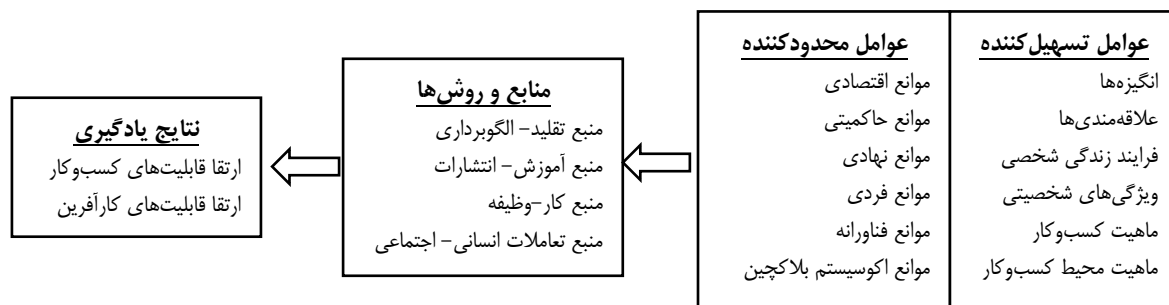 عوامل تسهیل‌کننده
انگیزه‌ها
علاقه‌مندی‌ها
فرایند زندگی شخصی
ویژگی‌های شخصیتی
ماهیت کسب‌وکار
ماهیت محیط کسب‌وکار
عوامل محدودکننده
موانع اقتصادی
موانع حاکمیتی
موانع نهادی
موانع فردی
موانع فناورانه
موانع اکوسیستم بلاکچین
منابع و روش‌ها
منبع تقلید- الگوبرداری
منبع آموزش- انتشارات
منبع کار-وظیفه
منبع تعاملات انسانی- اجتماعی
نتایج یادگیری
ارتقا قابلیت‌های کسب‌وکار
ارتقا قابلیت‌های کارآفرین